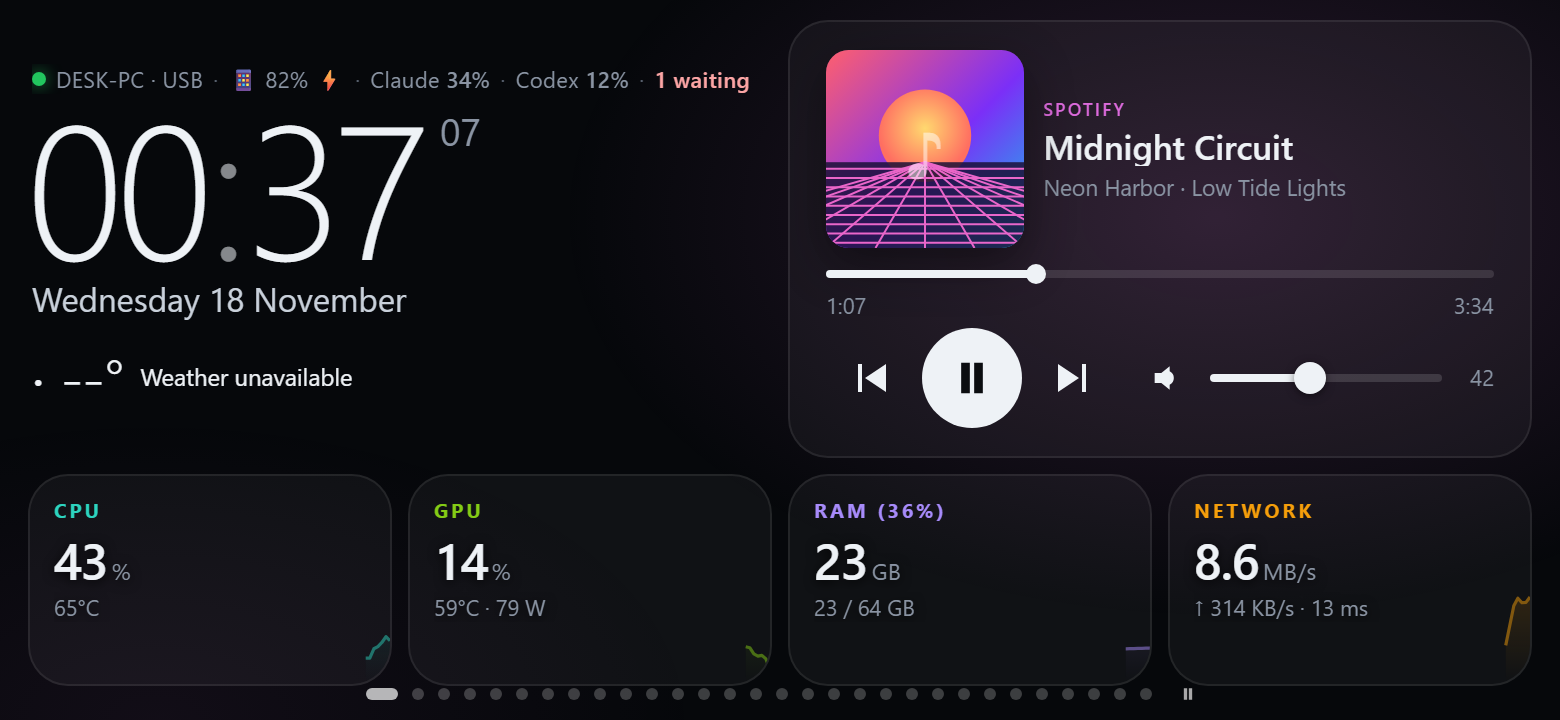 DESK-PC · USB · 82% · Claude 34% · Codex 12% · 1 waiting
00:37 07
Wednesday 18 November
--° Weather unavailable
SPOTIFY
Midnight Circuit
Neon Harbor · Low Tide Lights
1:07 3:34
42
CPU
43 %
65°C
GPU
14 %
59°C · 79 W
RAM (36%)
23 GB
23 / 64 GB
NETWORK
8.6 MB/s
↑ 314 KB/s · 13 ms